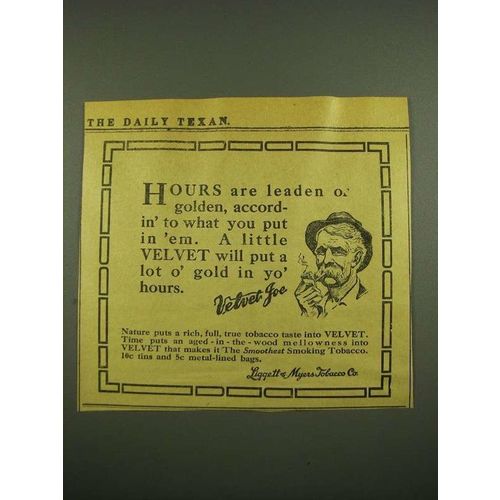 THE DAILY TEXAN.
HOURS are leaden o
golden, accord-
in' to what you put
in 'em. A little
VELVET will put a
lot o' gold in yo'
hours.
Velvet Joe
Nature puts a rich, full, true tobacco taste into VELVET.
Time puts an aged-in-the-wood mellowness into
VELVET that makes it The Smoothest Smoking Tobacco.
10c tins and 5c metal-lined bags.
Liggett & Myers Tobacco Co.